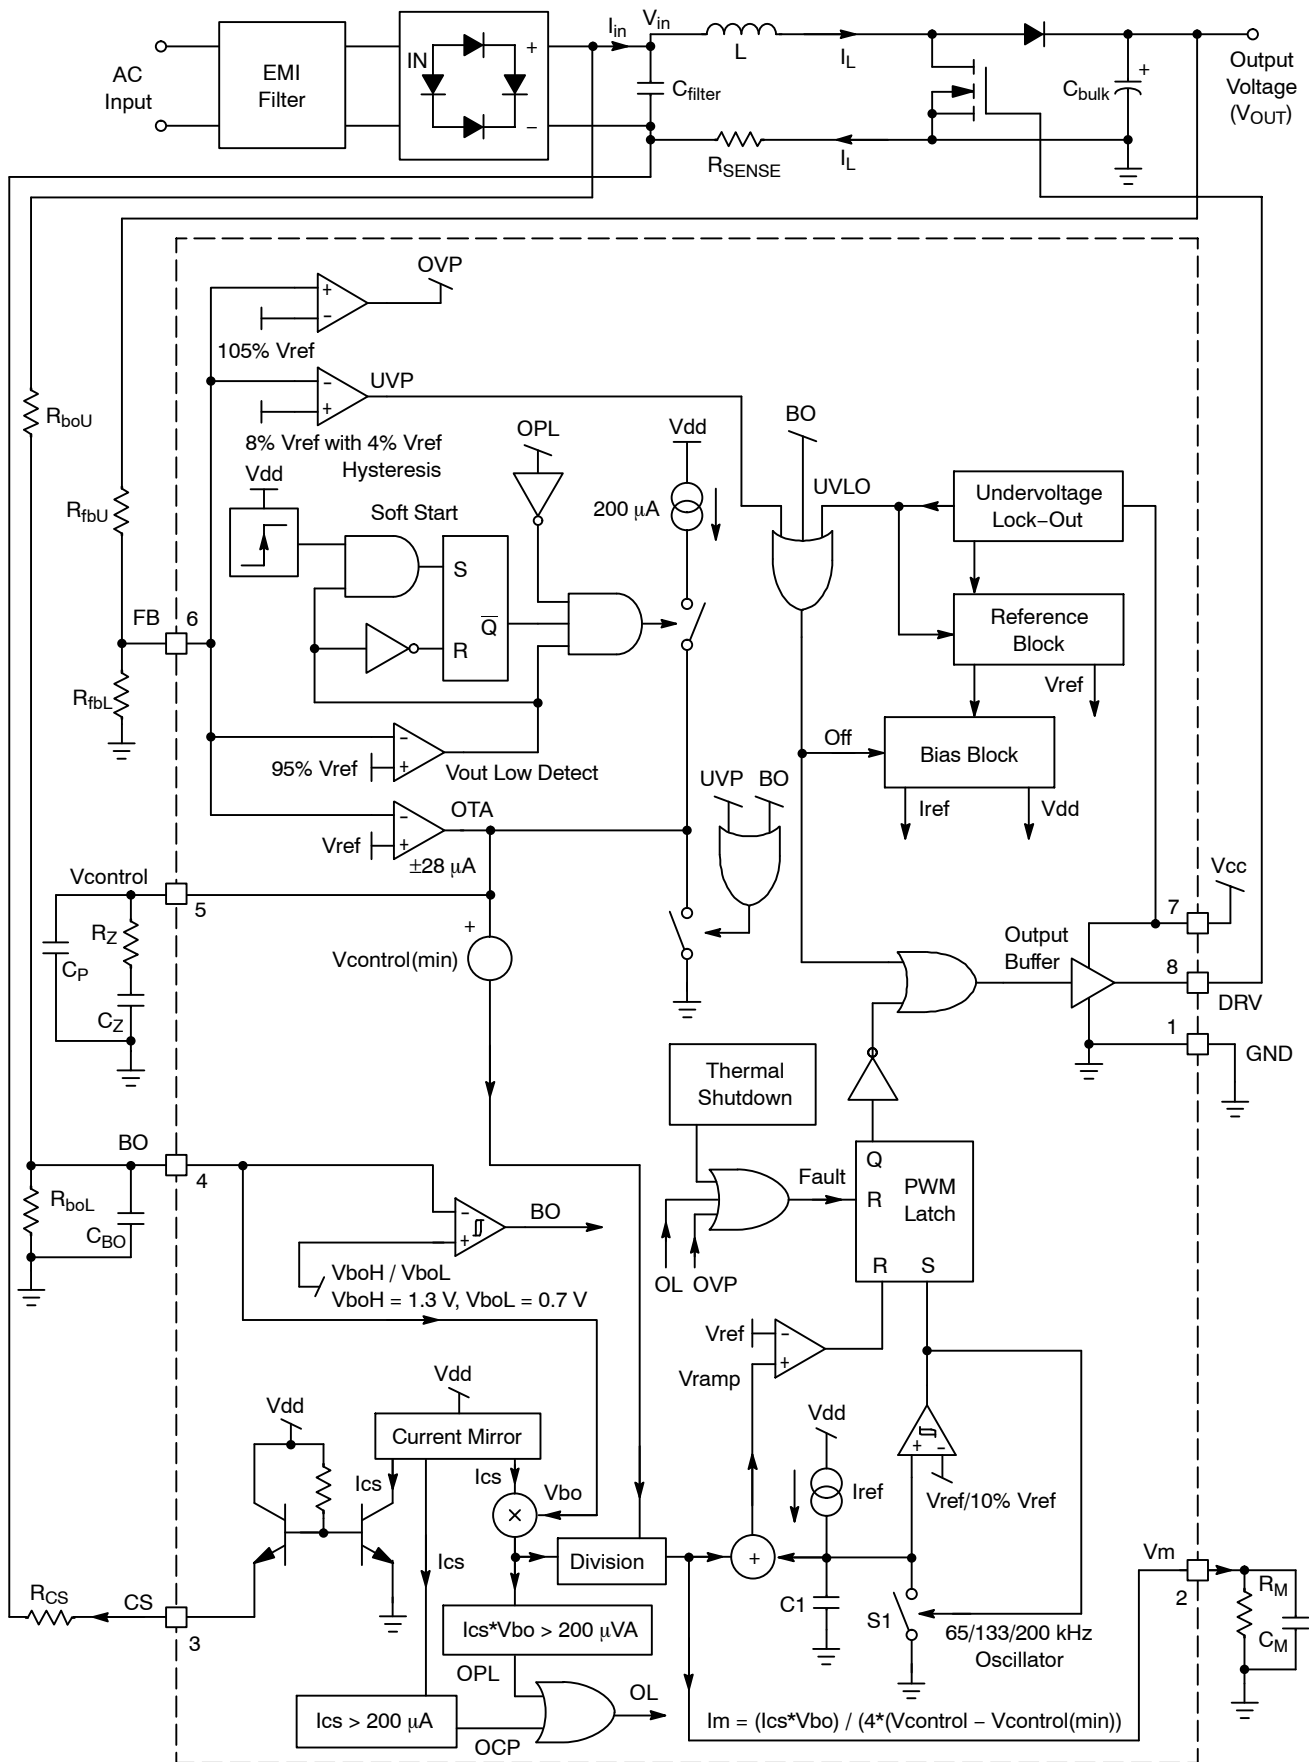 AC
Input
EMI
Filter
IN
+
−
Iin
Vin
Cfilter
L
IL
RSENSE
IL
Cbulk
+
Output
Voltage
(VOUT)
OVP
+
−
105% Vref
UVP
−
+
8% Vref with 4% Vref
Hysteresis
RboU
RfbU
FB
6
RfbL
Vdd
Soft Start
S
R
Q
OPL
Vdd
200 μA
BO
UVLO
Undervoltage
Lock−Out
Reference
Block
Vref
Off
Bias Block
Iref
Vdd
95% Vref
−
+
Vout Low Detect
OTA
Vref
−
+
±28 μA
UVP
BO
Vcontrol
5
RZ
CP
CZ
+
Vcontrol(min)
Vcc
7
Output
Buffer
8
DRV
1
GND
Thermal
Shutdown
Fault
OL
OVP
Q
R
PWM
Latch
R
S
BO
4
RboL
CBO
−
+
BO
VboH / VboL
VboH = 1.3 V, VboL = 0.7 V
Vref
−
+
Vramp
Vdd
Iref
+
−
Vref/10% Vref
Vdd
Vdd
Current Mirror
Ics
Ics
Vbo
×
Ics
Division
+
C1
S1
65/133/200 kHz
Oscillator
Vm
2
RM
CM
RCS
CS
3
Ics*Vbo > 200 μVA
OPL
OL
Ics > 200 μA
OCP
Im = (Ics*Vbo) / (4*(Vcontrol − Vcontrol(min))